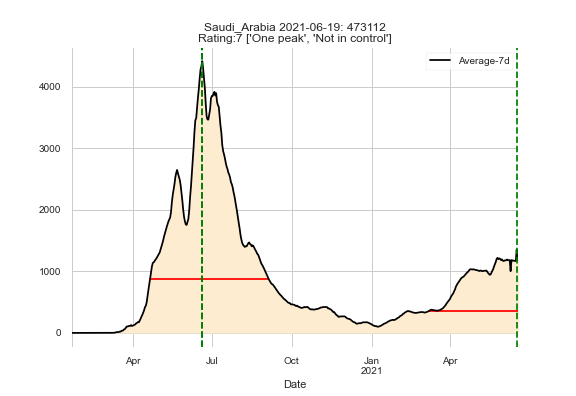 Saudi_Arabia 2021-06-19: 473112
Rating:7 ['One peak', 'Not in control']
Average-7d
4000
3000
2000
1000
0
Apr
Jul
Oct
Jan
2021
Apr
Date